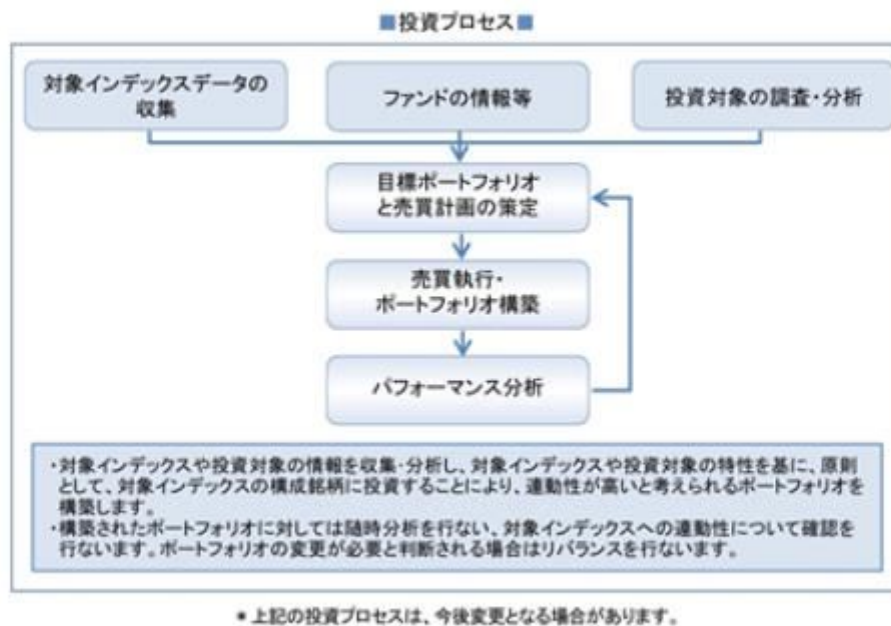 ■投資プロセス■
対象インデックスデータの
収集
ファンドの情報等
投資対象の調査・分析
目標ポートフォリオ
と売買計画の策定
売買執行・
ポートフォリオ構築
パフォーマンス分析
・対象インデックスや投資対象の情報を収集・分析し、対象インデックスや投資対象の特性を基に、原則
として、対象インデックスの構成銘柄に投資することにより、連動性が高いと考えられるポートフォリオを
構築します。
・構築されたポートフォリオに対しては随時分析を行ない、対象インデックスへの連動性について確認を
行ないます。ポートフォリオの変更が必要と判断される場合はリバランスを行ないます。
* 上記の投資プロセスは、今後変更となる場合があります。